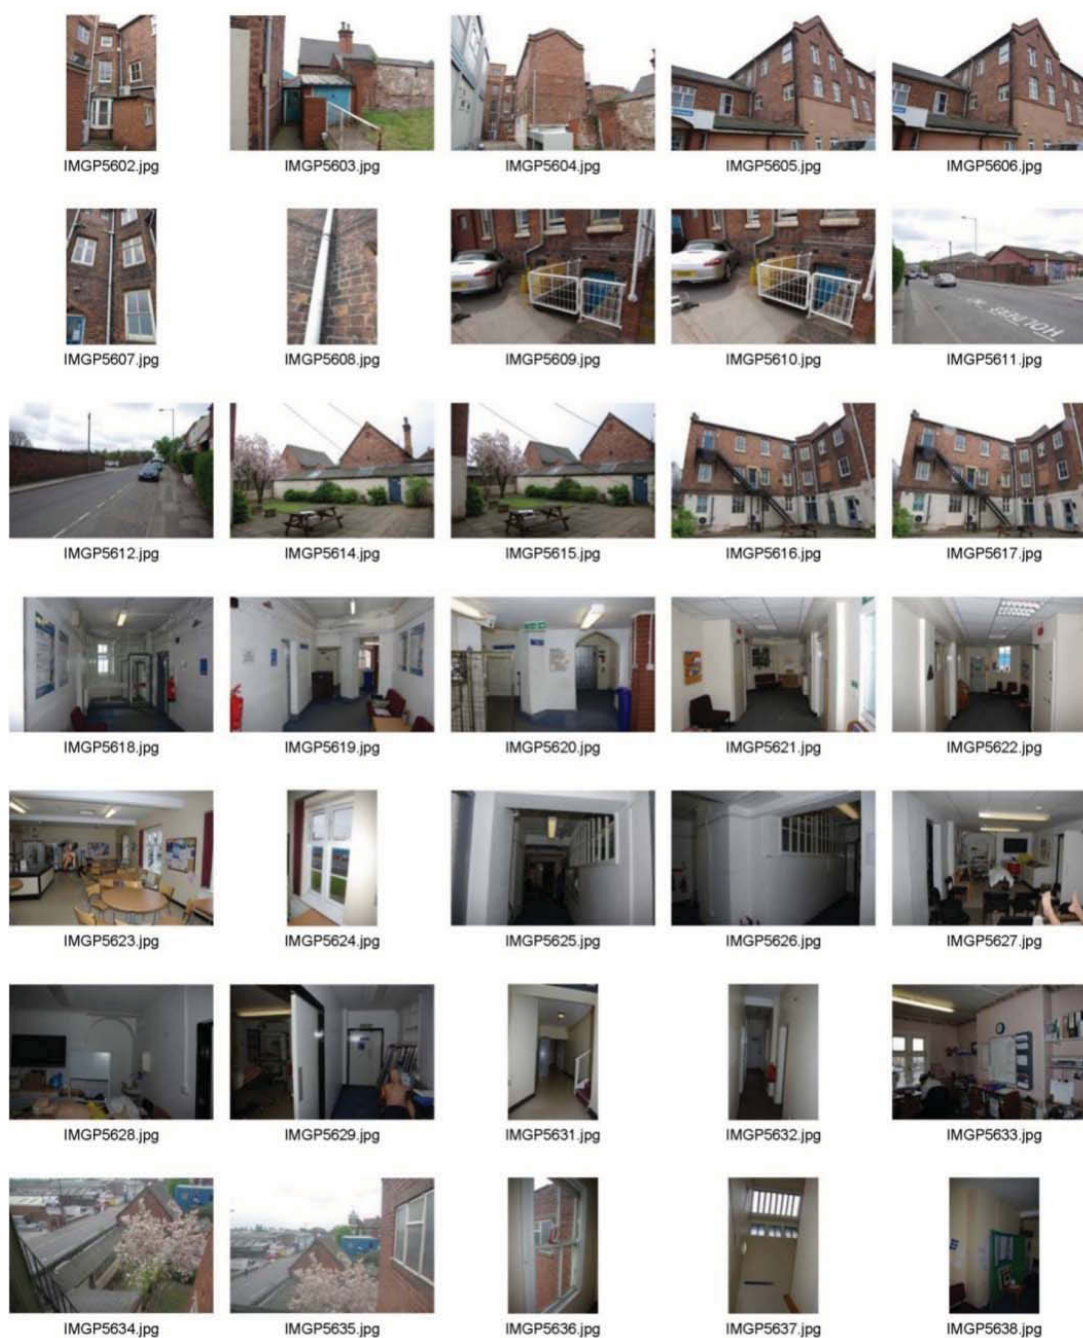 IMGP5602.jpg IMGP5603.jpg IMGP5604.jpg IMGP5605.jpg IMGP5606.jpg
IMGP5607.jpg IMGP5608.jpg IMGP5609.jpg IMGP5610.jpg IMGP5611.jpg
IMGP5612.jpg IMGP5614.jpg IMGP5615.jpg IMGP5616.jpg IMGP5617.jpg
IMGP5618.jpg IMGP5619.jpg IMGP5620.jpg IMGP5621.jpg IMGP5622.jpg
IMGP5623.jpg IMGP5624.jpg IMGP5625.jpg IMGP5626.jpg IMGP5627.jpg
IMGP5628.jpg IMGP5629.jpg IMGP5631.jpg IMGP5632.jpg IMGP5633.jpg
IMGP5634.jpg IMGP5635.jpg IMGP5636.jpg IMGP5637.jpg IMGP5638.jpg